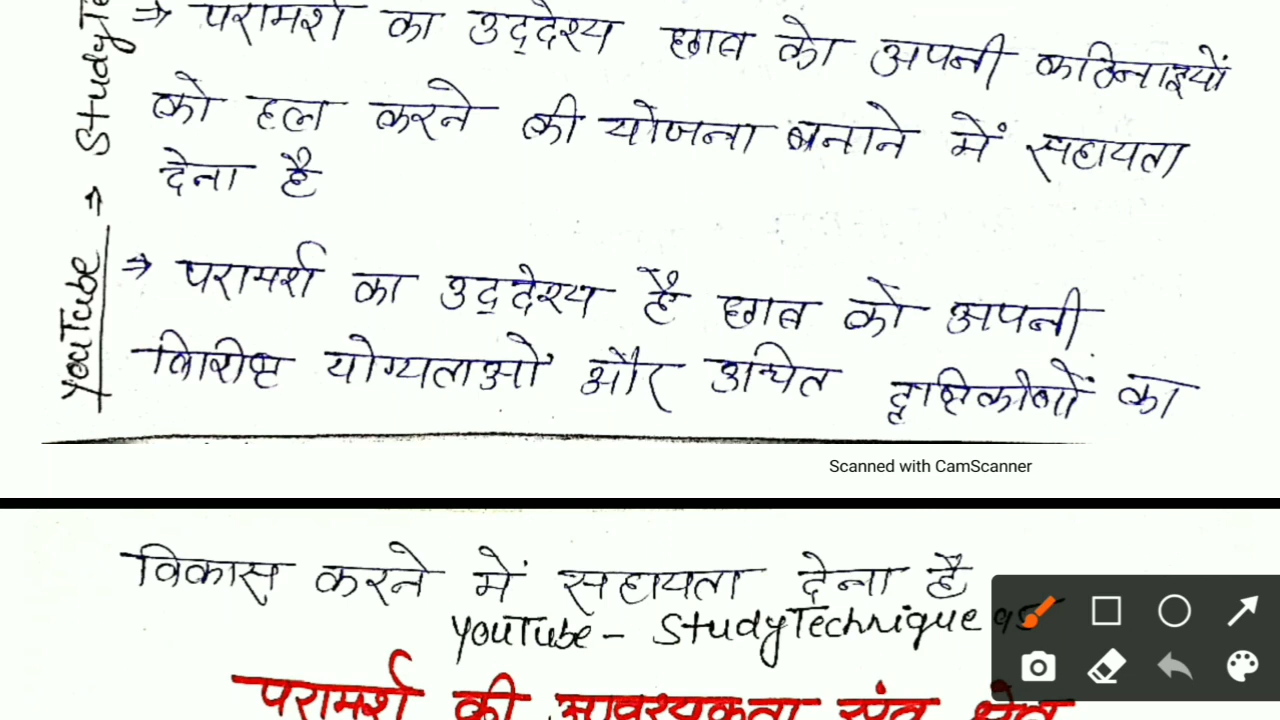 ⇒ परामर्श का उद्देश्य छात्र को अपनी कठिनाइयों
को हल करने की योजना बनाने में सहायता
देना है
⇒ परामर्श का उद्देश्य है छात्र को अपनी
विशिष्ट योग्यताओं और उचित दृष्टिकोणों का
YouTube → StudyTe
Scanned with CamScanner
विकास करने में सहायता देना है
YouTube - StudyTechnique 95
परामर्श की आवश्यकता एंव क्षेत्र